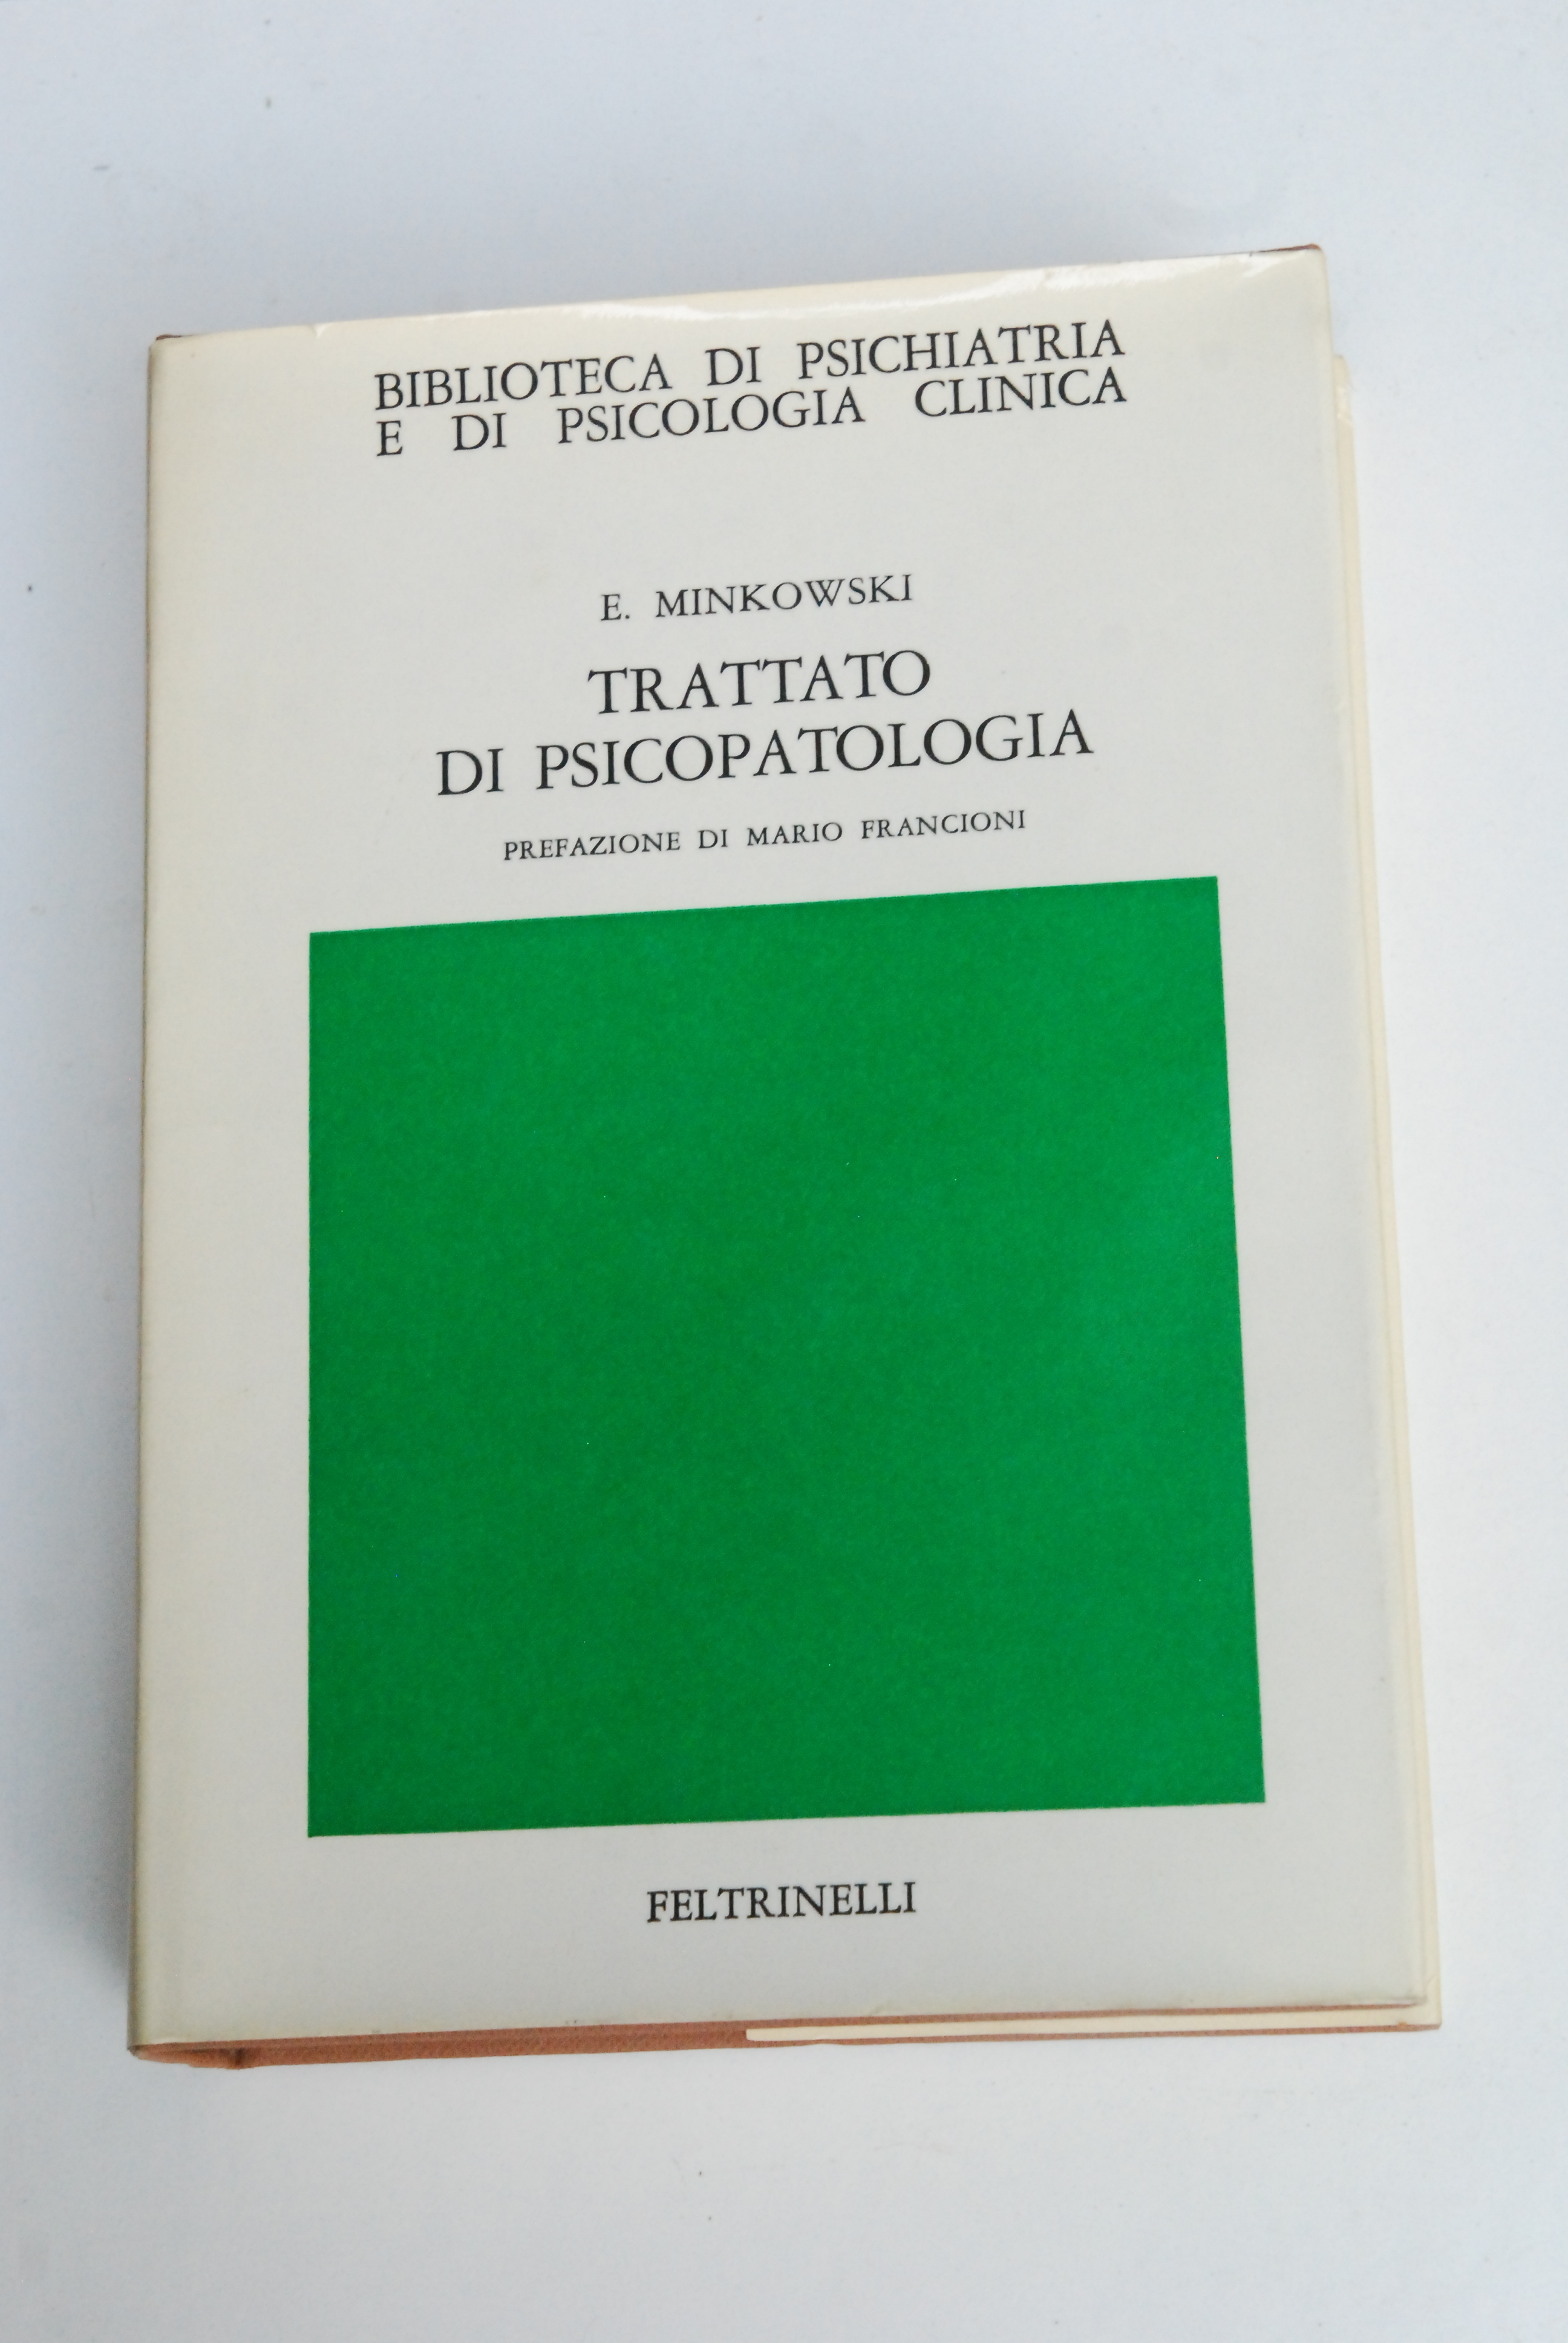 BIBLIOTECA DI PSICHIATRIA
E DI PSICOLOGIA CLINICA
E. MINKOWSKI
TRATTATO
DI PSICOPATOLOGIA
PREFAZIONE DI MARIO FRANCIONI
FELTRINELLI